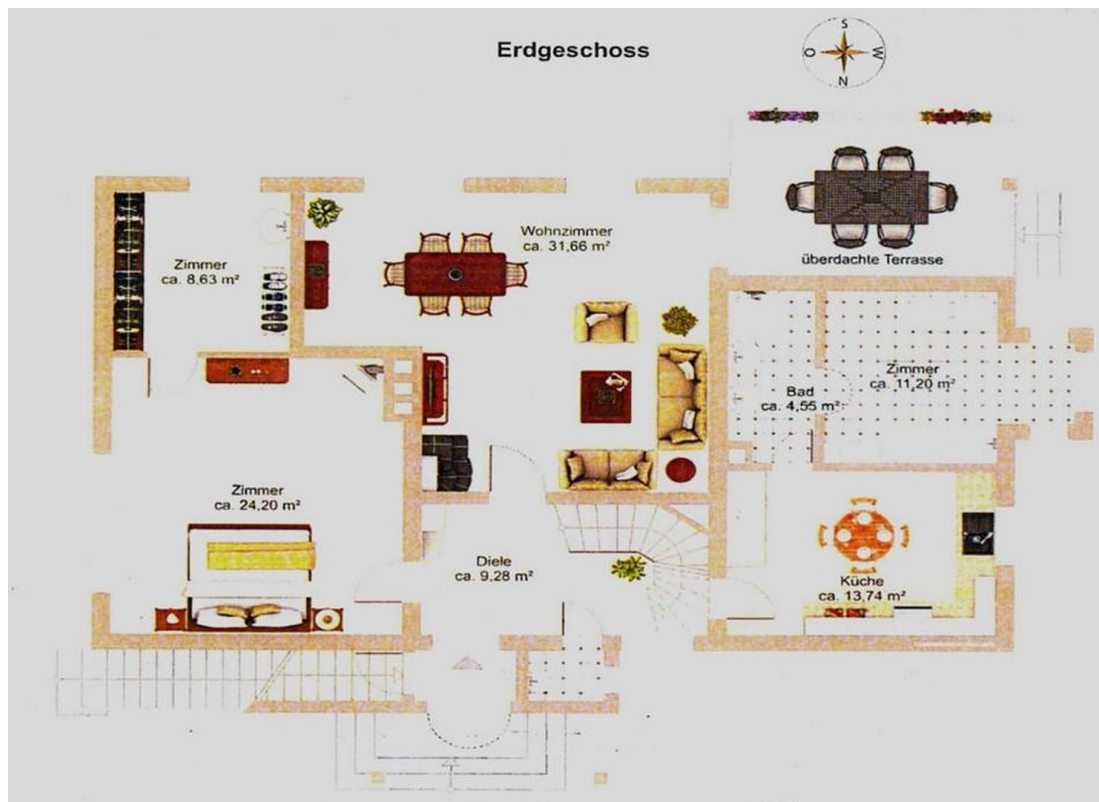 Erdgeschoss
S
O
W
N
Wohnzimmer
ca. 31,66 m²
Zimmer
ca. 8,63 m²
überdachte Terrasse
Zimmer
ca. 11,20 m²
Bad
ca. 4,55 m²
Zimmer
ca. 24,20 m²
Diele
ca. 9,28 m²
Küche
ca. 13,74 m²